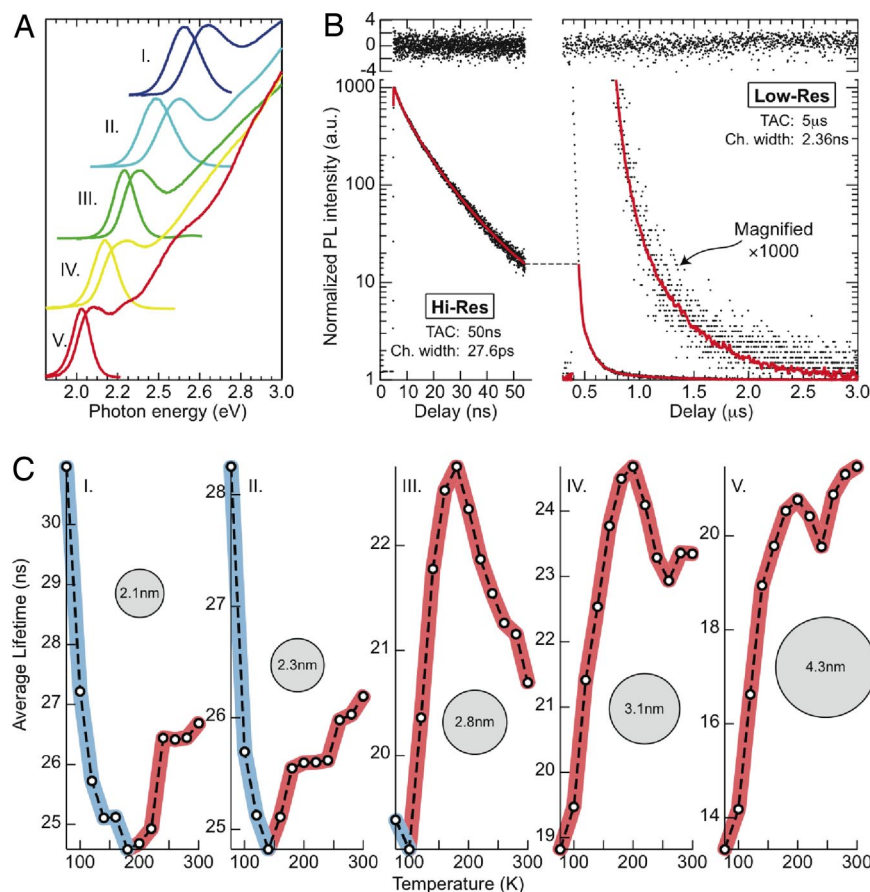 A
I.
II.
III.
IV.
V.
2.0 2.2 2.4 2.6 2.8 3.0
Photon energy (eV)
B
4
0
-4
1000
100
10
1
Normalized PL intensity (a.u.)
Hi-Res
TAC: 50ns
Ch. width: 27.6ps
0 10 20 30 40 50
Delay (ns)
Low-Res
TAC: 5μs
Ch. width: 2.36ns
Magnified
×1000
0.5 1.0 1.5 2.0 2.5 3.0
Delay (μs)
C
Average Lifetime (ns)
I.
30
29
28
27
26
25
2.1nm
100 200 300
II.
28
27
26
25
2.3nm
100 200 300
III.
22
21
20
2.8nm
100 200 300
IV.
24
23
22
21
20
19
3.1nm
100 200 300
V.
20
18
16
14
4.3nm
100 200 300
Temperature (K)